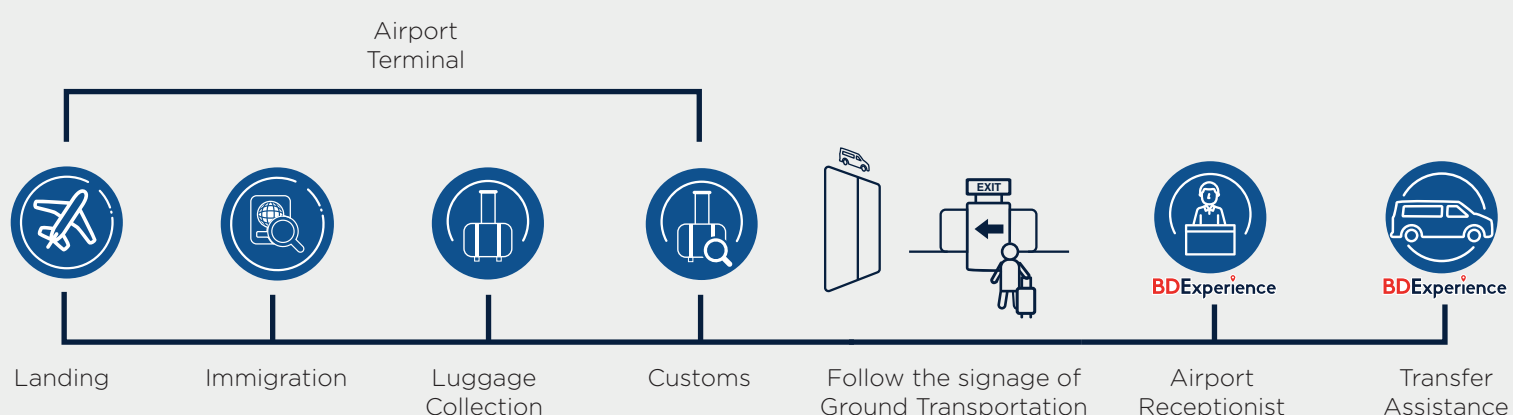 Airport
Terminal
EXIT
BDExperience
BDExperience
Landing
Immigration
Luggage
Collection
Customs
Follow the signage of
Ground Transportation
Airport
Receptionist
Transfer
Assistance